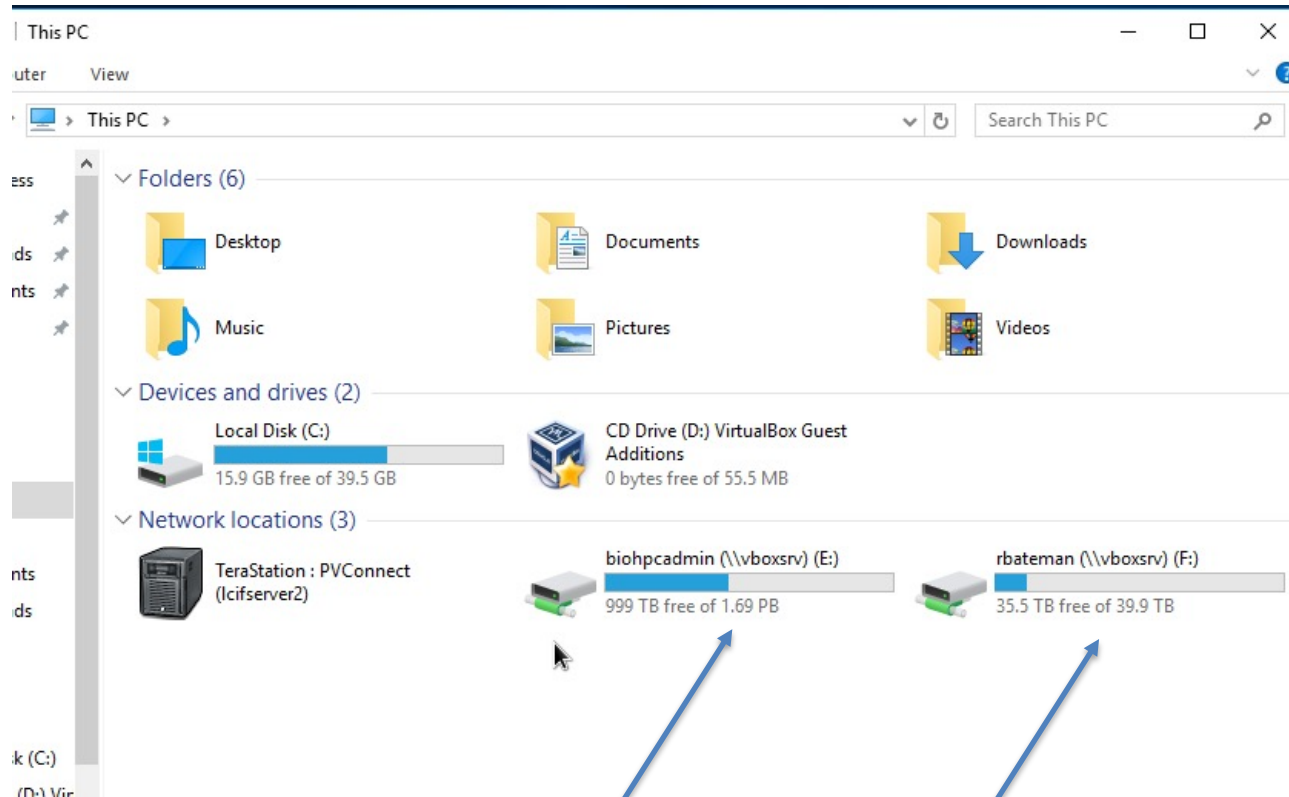 This PC
uter View
This PC
Search This PC
ess
ds
nts
Folders (6)
Desktop
Documents
Downloads
Music
Pictures
Videos
Devices and drives (2)
Local Disk (C:)
15.9 GB free of 39.5 GB
CD Drive (D:) VirtualBox Guest
Additions
0 bytes free of 55.5 MB
Network locations (3)
TeraStation : PVConnect
(lcifserver2)
biohpcadmin (\\vboxsrv) (E:)
999 TB free of 1.69 PB
rbateman (\\vboxsrv) (F:)
35.5 TB free of 39.9 TB
nts
ds
sk (C:)
(D:) Vir